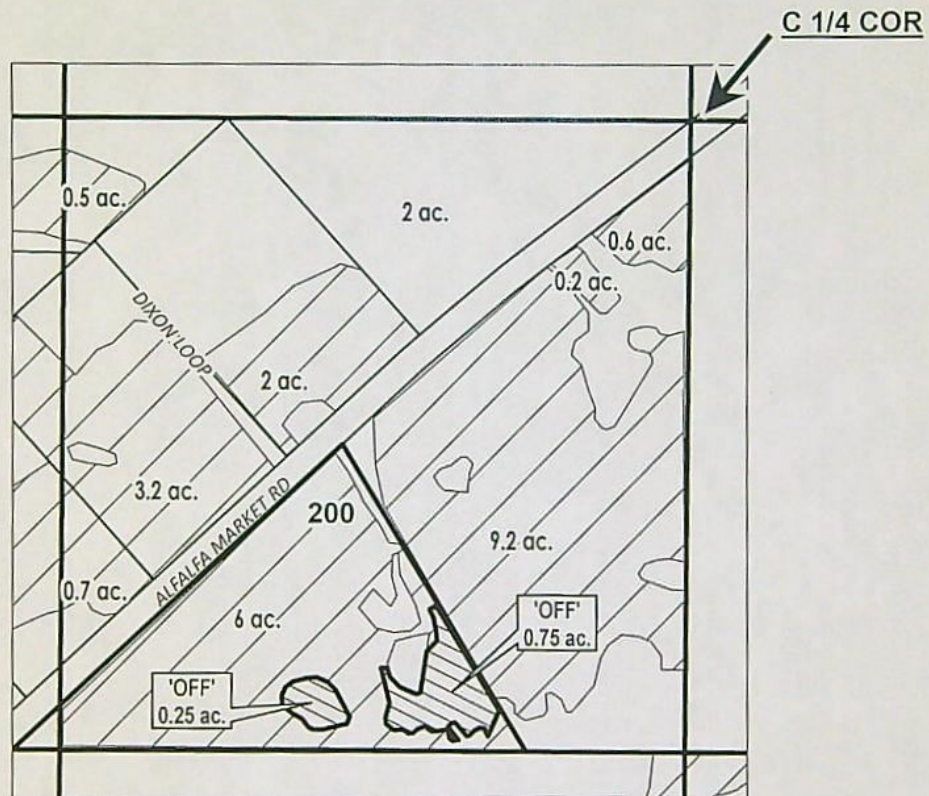 C 1/4 COR
0.5 ac.
2 ac.
0.6 ac.
0.2 ac.
DIXON LOOP
2 ac.
3.2 ac.
ALFALFA MARKET RD
200
9.2 ac.
0.7 ac.
6 ac.
'OFF'
0.75 ac.
'OFF'
0.25 ac.